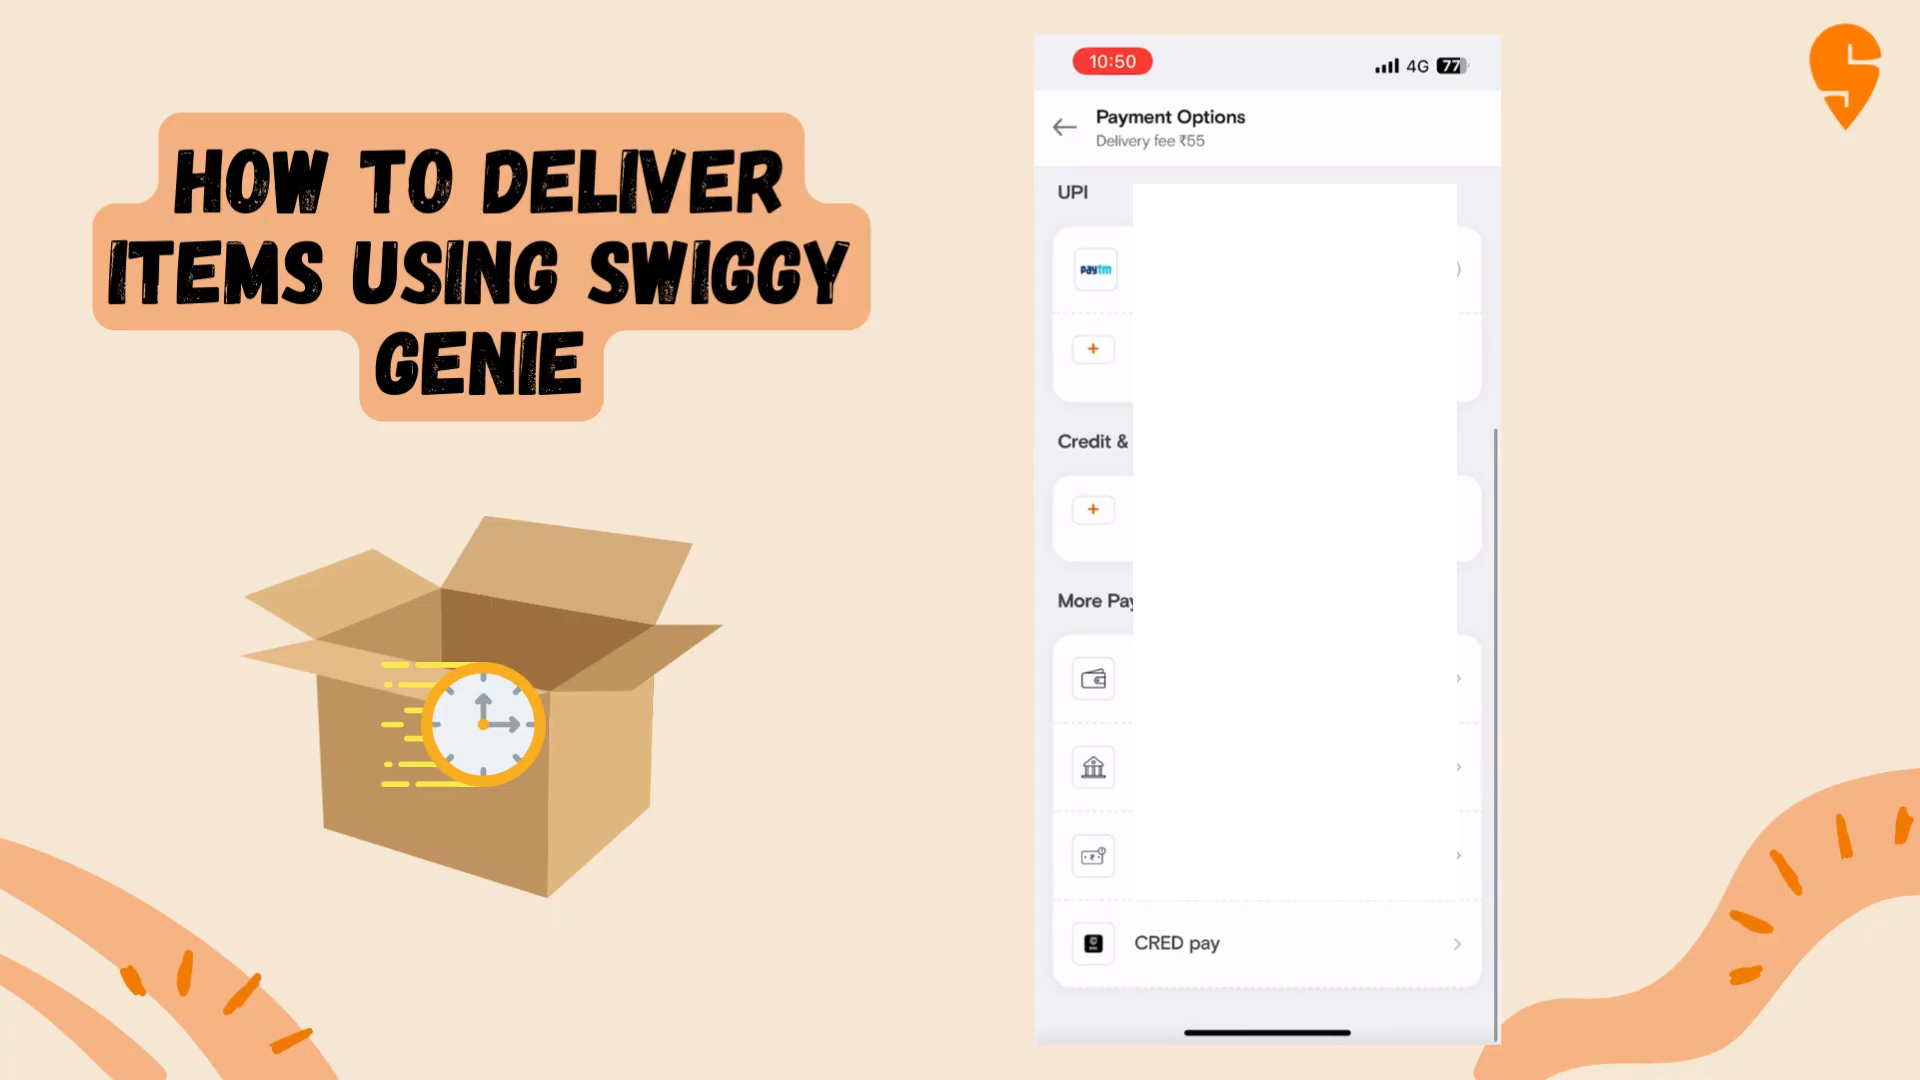 HOW TO DELIVER
ITEMS USING SWIGGY
GENIE
10:50
4G 77
Payment Options
Delivery fee ₹55
UPI
paytm
+
Credit &
+
More Pay
CRED pay